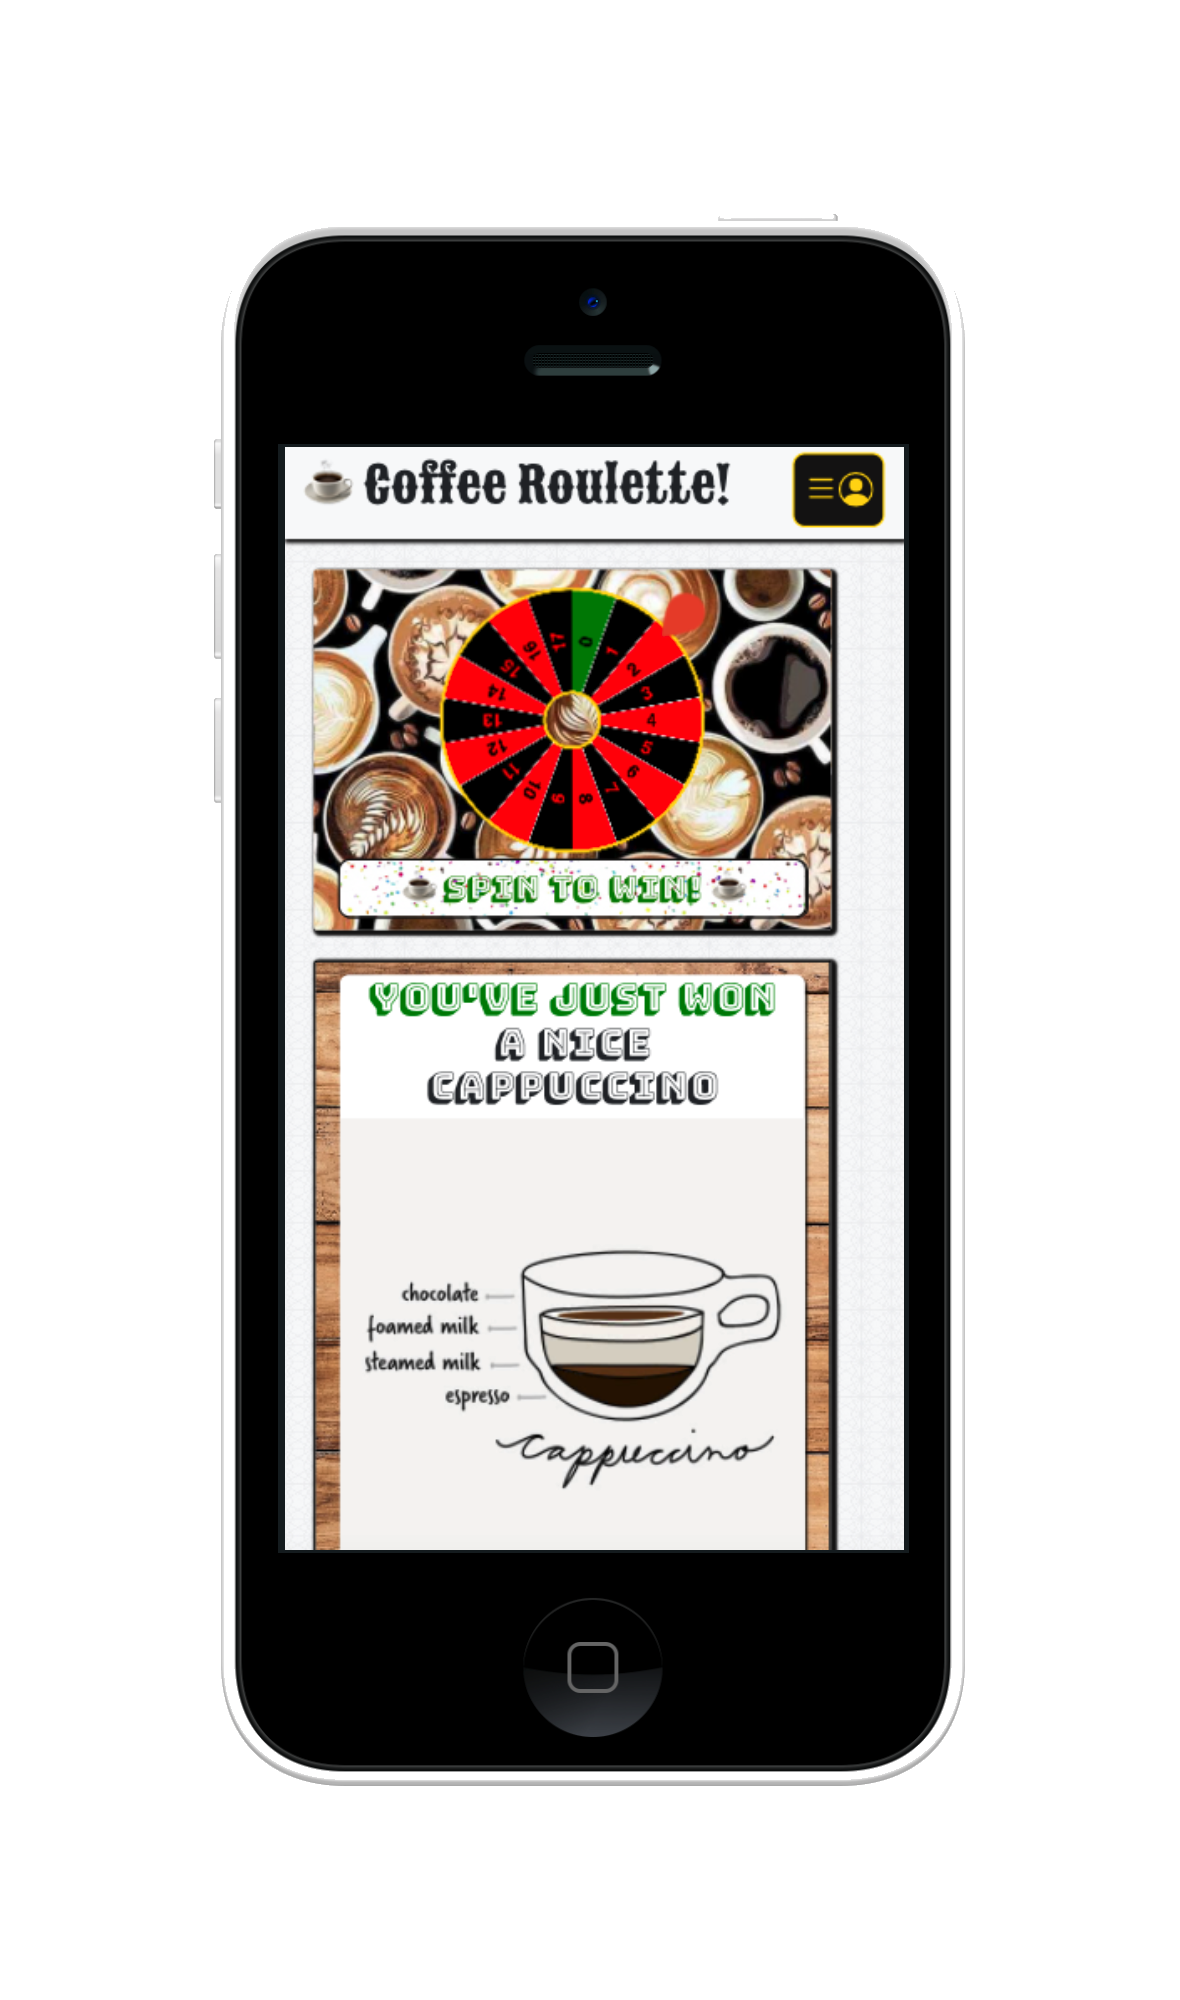 Coffee Roulette!
0
1
2
3
4
5
6
7
8
9
10
11
12
13
14
15
16
17
SPIN TO WIN!
YOU'VE JUST WON
A NICE
CAPPUCCINO
chocolate
foamed milk
steamed milk
espresso
cappuccino